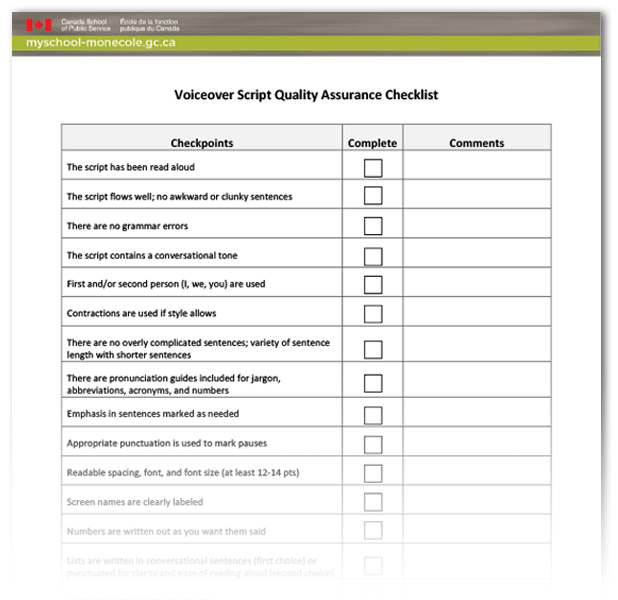 Canada School
of Public Service
École de la fonction
publique du Canada
myschool-monecole.gc.ca
Voiceover Script Quality Assurance Checklist
Checkpoints Complete Comments
The script has been read aloud
The script flows well; no awkward or clunky sentences
There are no grammar errors
The script contains a conversational tone
First and/or second person (I, we, you) are used
Contractions are used if style allows
There are no overly complicated sentences; variety of sentence
length with shorter sentences
There are pronunciation guides included for jargon,
abbreviations, acronyms, and numbers
Emphasis in sentences marked as needed
Appropriate punctuation is used to mark pauses
Readable spacing, font, and font size (at least 12-14 pts)
Screen names are clearly labeled
Numbers are written out as you want them said
Lists are written in conversational sentences (first choice) or
punctuated for clarity and ease of reading aloud (second choice)